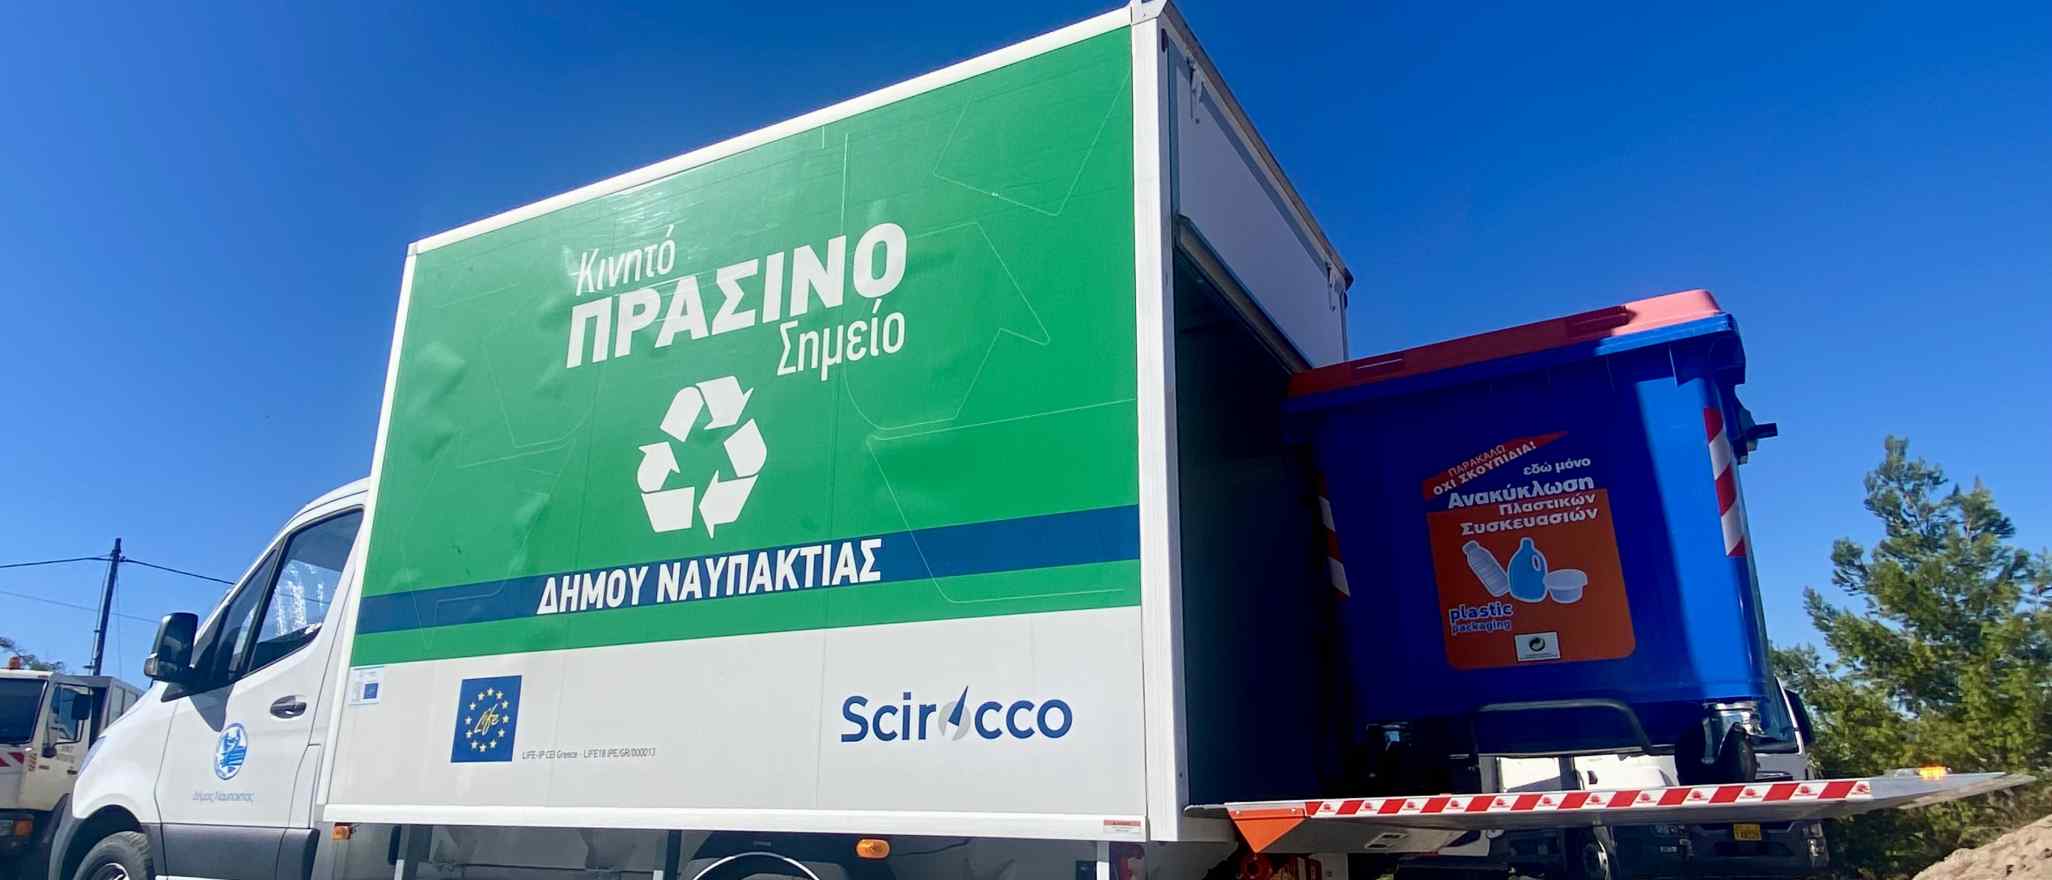 Κινητό
ΠΡΑΣΙΝΟ
Σημείο
ΔΗΜΟΥ ΝΑΥΠΑΚΤΙΑΣ
Life
LIFE-IP CEI Greece - LIFE18 IPE/GR/000013
Scirocco
Δήμος Ναυπακτίας
ΠΑΡΑΚΑΛΩ
ΟΧΙ ΣΚΟΥΠΙΔΙΑ!
εδώ μόνο
Ανακύκλωση
Πλαστικών
Συσκευασιών
plastic
packaging